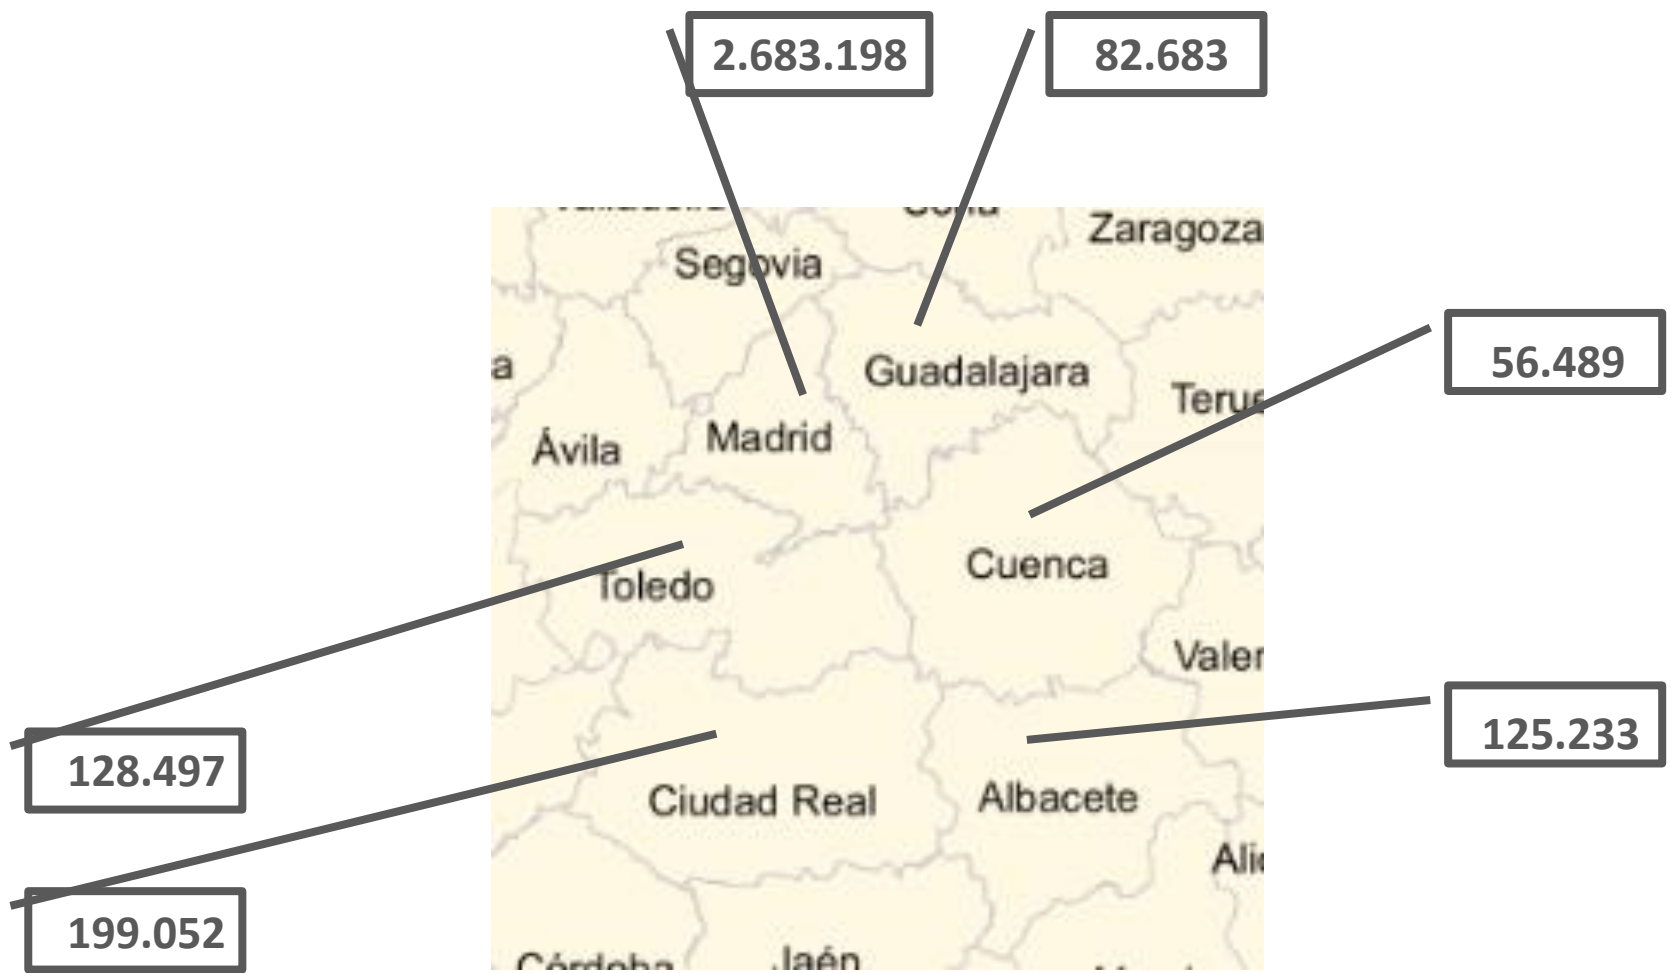 2.683.198
82.683
Zaragoza
Segovia
56.489
Guadalajara
Ávila
Madrid
Cuenca
Toledo
125.233
128.497
Ciudad Real
Albacete
199.052
Córdoba
Jaén